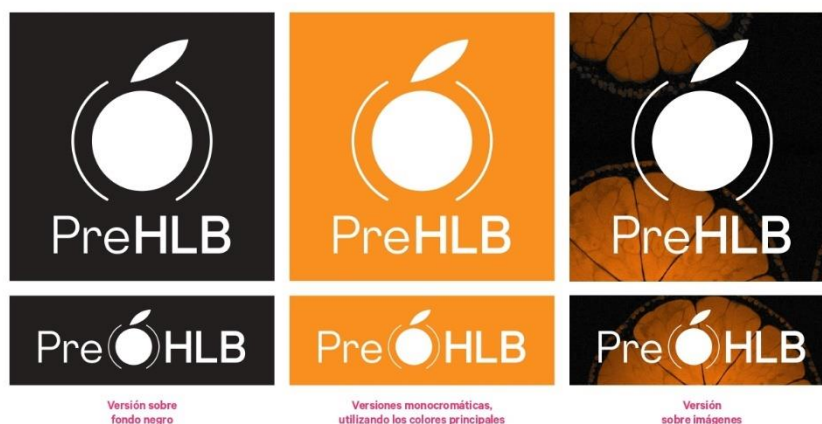 PreHLB
PreHLB
PreHLB
Pre HLB
Pre HLB
Pre HLB
Versión sobre
fondo negro
Versiones monocromáticas,
utilizando los colores principales
Versión
sobre imágenes